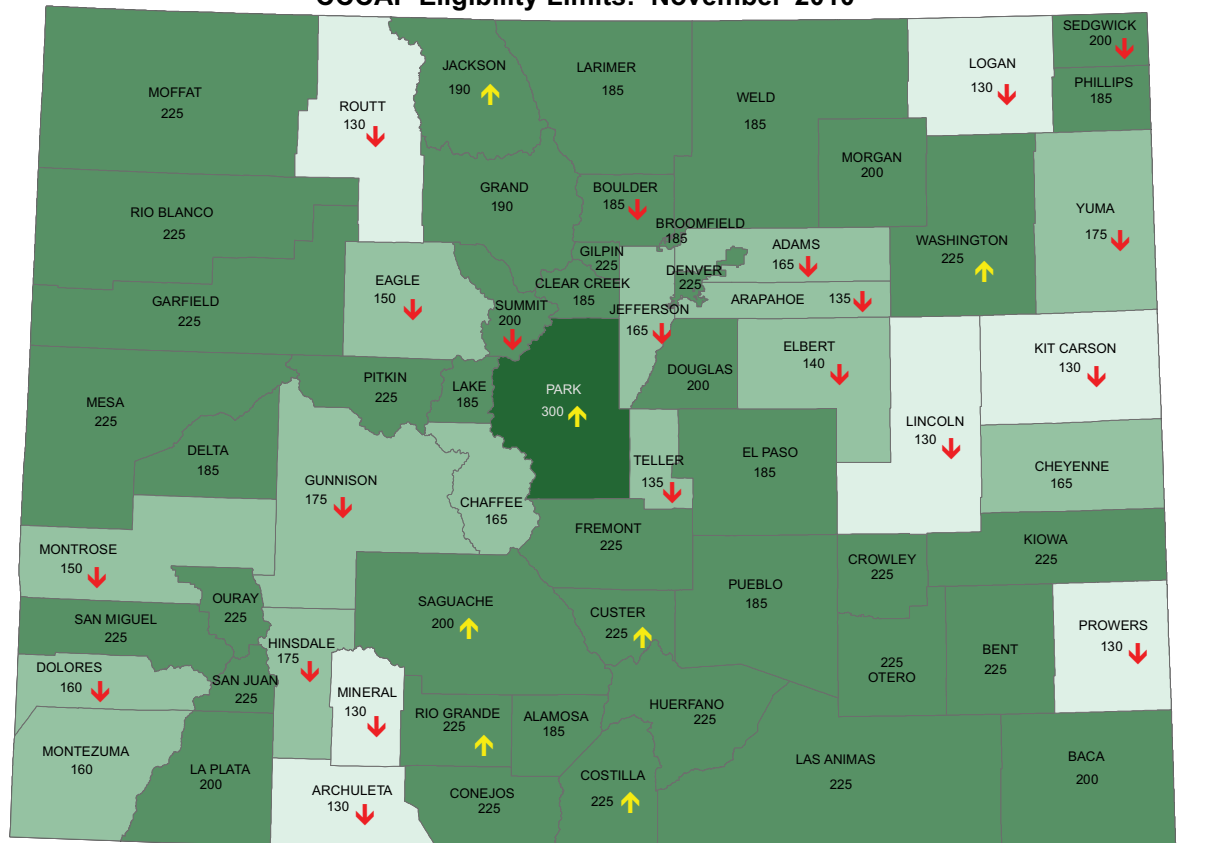 CCCAP Eligibility Limits: November 2010
SEDGWICK
200
JACKSON
190
LARIMER
185
LOGAN
130
MOFFAT
225
ROUTT
130
WELD
185
PHILLIPS
185
MORGAN
200
GRAND
190
BOULDER
185
RIO BLANCO
225
YUMA
175
BROOMFIELD
185
ADAMS
165
WASHINGTON
225
GILPIN
225
DENVER
225
EAGLE
150
CLEAR CREEK
185
GARFIELD
225
SUMMIT
200
ARAPAHOE 135
JEFFERSON
165
ELBERT
140
KIT CARSON
130
PITKIN
225
LAKE
185
PARK
300
DOUGLAS
200
MESA
225
LINCOLN
130
DELTA
185
TELLER
135
EL PASO
185
CHEYENNE
165
GUNNISON
175
CHAFFEE
165
FREMONT
225
KIOWA
225
MONTROSE
150
CROWLEY
225
PUEBLO
185
OURAY
225
SAGUACHE
200
CUSTER
225
SAN MIGUEL
225
PROWERS
130
HINSDALE
175
BENT
225
DOLORES
160
SAN JUAN
225
225
OTERO
MINERAL
130
RIO GRANDE
225
ALAMOSA
185
HUERFANO
225
MONTEZUMA
160
LA PLATA
200
LAS ANIMAS
225
BACA
200
COSTILLA
225
ARCHULETA
130
CONEJOS
225